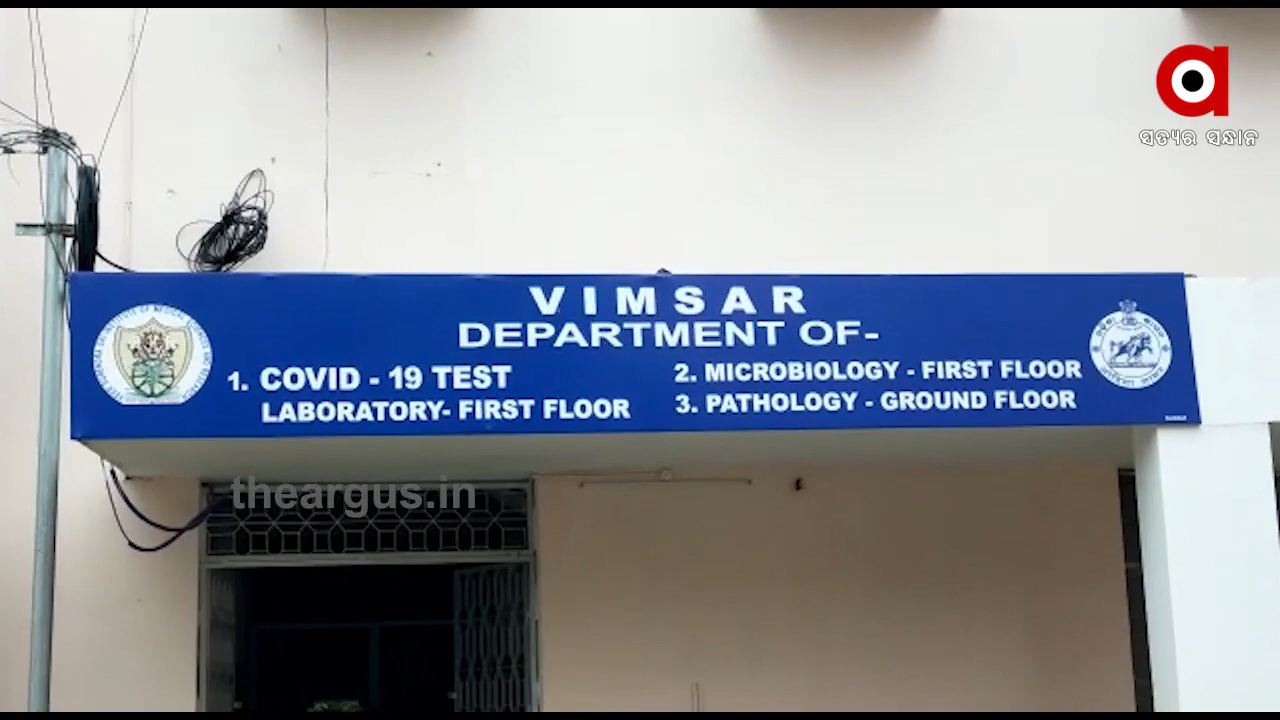 ସତ୍ୟର ସନ୍ଧାନ
VIMSAR
DEPARTMENT OF-
1. COVID - 19 TEST
LABORATORY- FIRST FLOOR
2. MICROBIOLOGY - FIRST FLOOR
3. PATHOLOGY - GROUND FLOOR
theargus.in